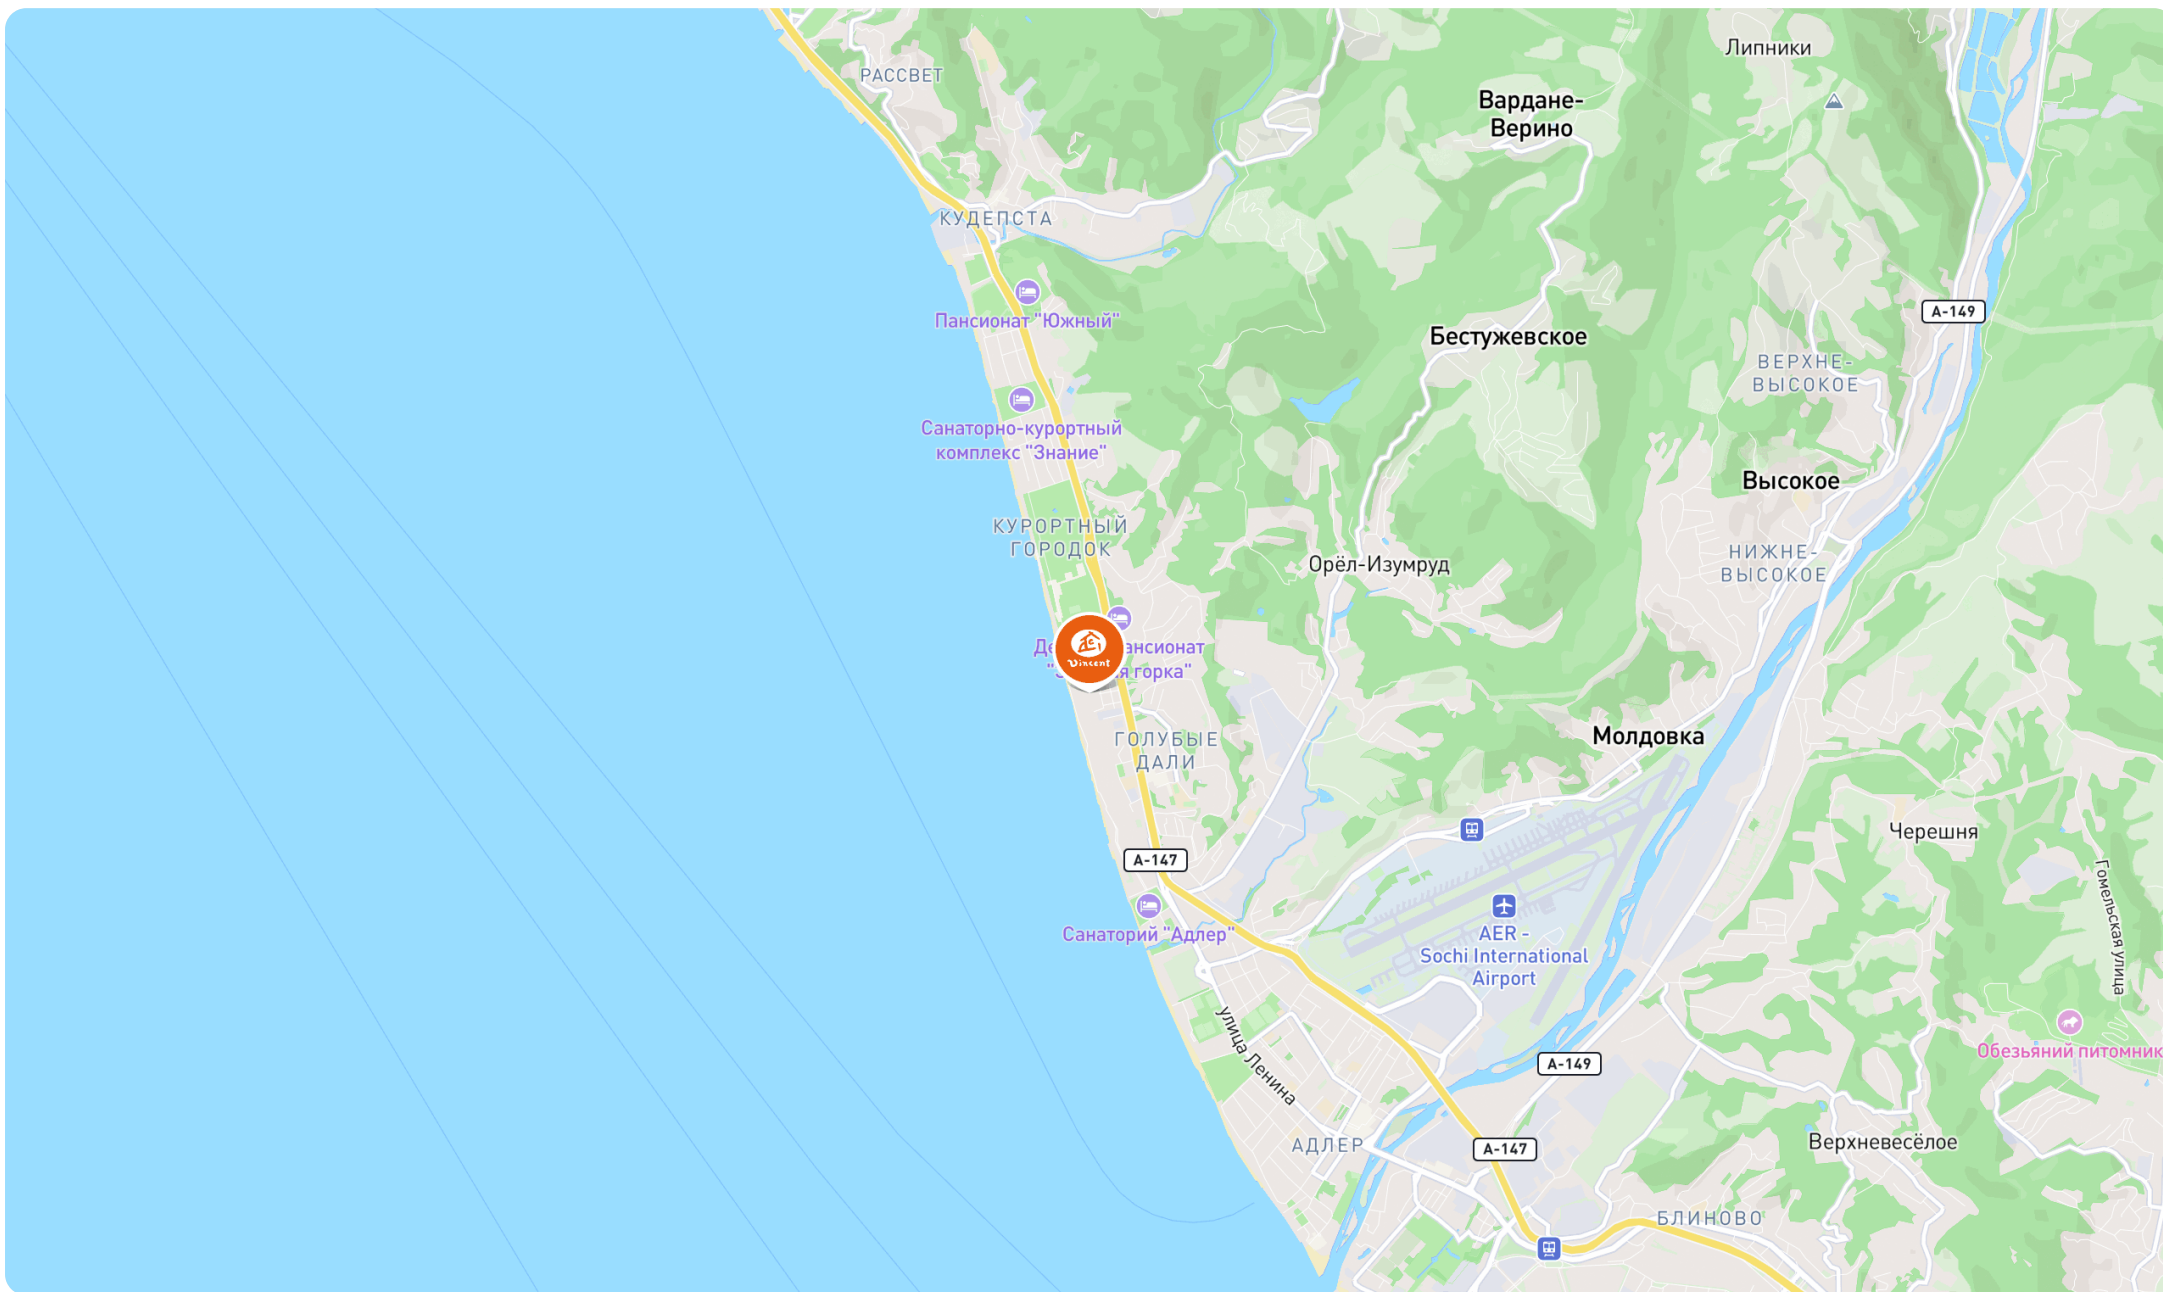 Липники
РАССВЕТ
Вардане-
Верино
КУДЕПСТА
Пансионат "Южный"
А-149
Бестужевское
ВЕРХНЕ-
ВЫСОКОЕ
Санаторно-курортный
комплекс "Знание"
Высокое
КУРОРТНЫЙ
ГОРОДОК
НИЖНЕ-
ВЫСОКОЕ
Орёл-Изумруд
Vincent
горка"
ГОЛУБЫЕ
ДАЛИ
Молдовка
Черешня
А-147
Гомельская улица
Санаторий "Адлер"
AER -
Sochi International
Airport
улица Ленина
Обезьяний питомник
А-149
АДЛЕР
А-147
Верхневесёлое
БЛИНОВО